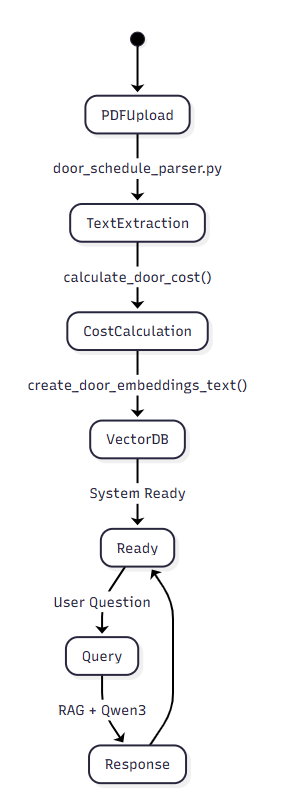 PDFUpload
door_schedule_parser.py
TextExtraction
calculate_door_cost()
CostCalculation
create_door_embeddings_text()
VectorDB
System Ready
Ready
User Question
Query
RAG + Qwen3
Response